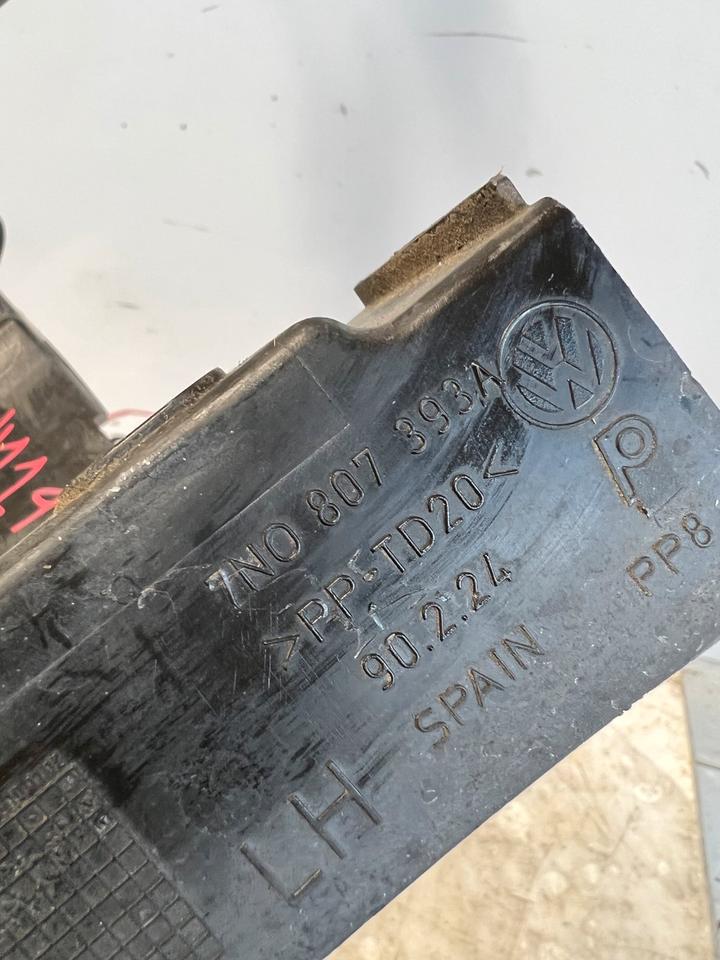 7N0 807 393A
>PP-TD20<
90.2.24
SPAIN
LH
PP8